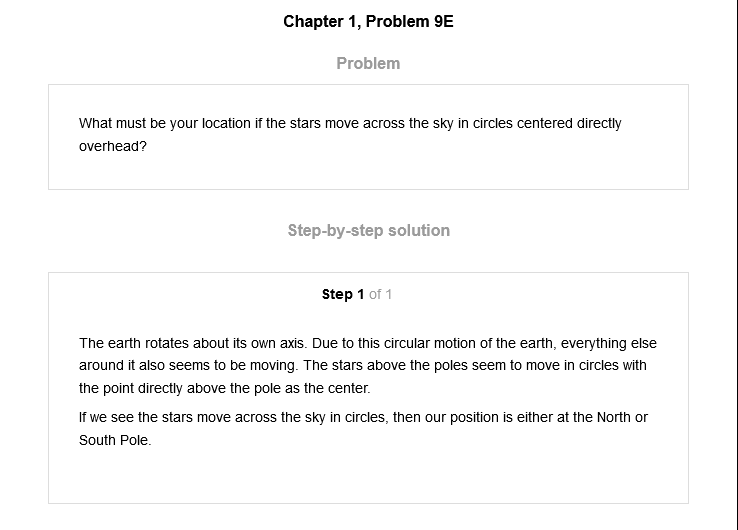 Chapter 1, Problem 9E
Problem
What must be your location if the stars move across the sky in circles centered directly
overhead?
Step-by-step solution
Step 1 of 1
The earth rotates about its own axis. Due to this circular motion of the earth, everything else
around it also seems to be moving. The stars above the poles seem to move in circles with
the point directly above the pole as the center.
If we see the stars move across the sky in circles, then our position is either at the North or
South Pole.